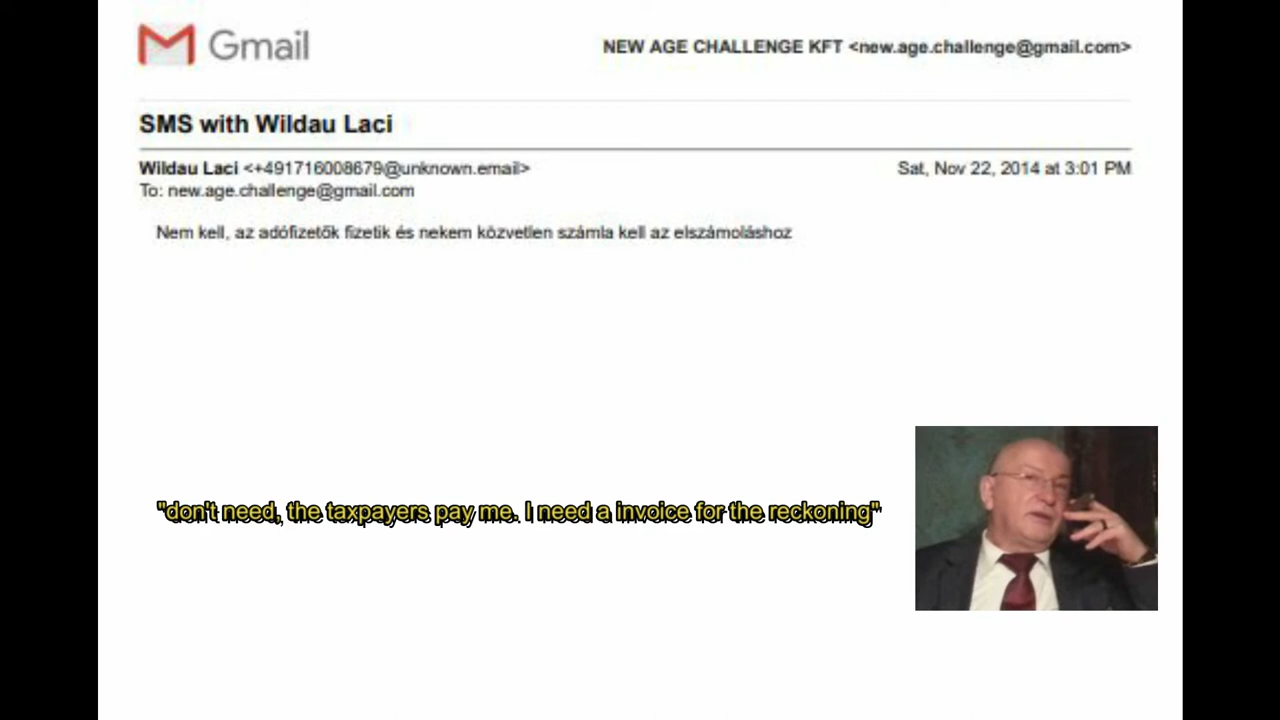 Gmail
NEW AGE CHALLENGE KFT <new.age.challenge@gmail.com>
SMS with Wildau Laci
Wildau Laci <+491716008679@unknown.email>
Sat, Nov 22, 2014 at 3:01 PM
To: new.age.challenge@gmail.com
Nem kell, az adófizetők fizetik és nekem közvetlen számla kell az elszámoláshoz
"don't need, the taxpayers pay me. I need a invoice for the reckoning"